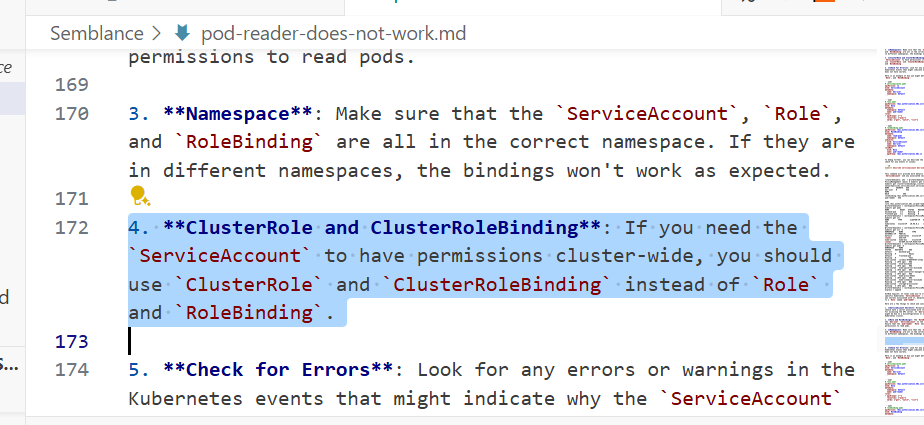 Semblance > pod-reader-does-not-work.md
ce
permissions to read pods.
169
170 3. **Namespace**: Make sure that the `ServiceAccount`, `Role`,
and `RoleBinding` are all in the correct namespace. If they are
in different namespaces, the bindings won't work as expected.
171
172 4. **ClusterRole and ClusterRoleBinding**: If you need the
`ServiceAccount` to have permissions cluster-wide, you should
use `ClusterRole` and `ClusterRoleBinding` instead of `Role`
and `RoleBinding`.
d
173
s...
174 5. **Check for Errors**: Look for any errors or warnings in the
Kubernetes events that might indicate why the `ServiceAccount`